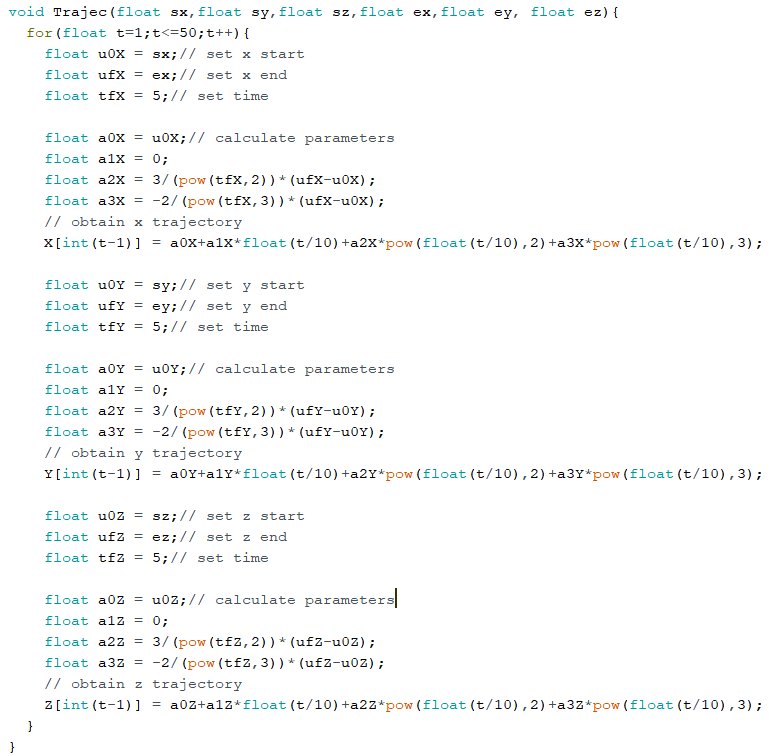 void Trajec(float sx,float sy,float sz,float ex,float ey, float ez){
  for(float t=1;t<=50;t++){
    float u0X = sx;// set x start
    float ufX = ex;// set x end
    float tfX = 5;// set time

    float a0X = u0X;// calculate parameters
    float a1X = 0;
    float a2X = 3/(pow(tfX,2))*(ufX-u0X);
    float a3X = -2/(pow(tfX,3))*(ufX-u0X);
    // obtain x trajectory
    X[int(t-1)] = a0X+a1X*float(t/10)+a2X*pow(float(t/10),2)+a3X*pow(float(t/10),3);

    float u0Y = sy;// set y start
    float ufY = ey;// set y end
    float tfY = 5;// set time

    float a0Y = u0Y;// calculate parameters
    float a1Y = 0;
    float a2Y = 3/(pow(tfY,2))*(ufY-u0Y);
    float a3Y = -2/(pow(tfY,3))*(ufY-u0Y);
    // obtain y trajectory
    Y[int(t-1)] = a0Y+a1Y*float(t/10)+a2Y*pow(float(t/10),2)+a3Y*pow(float(t/10),3);

    float u0Z = sz;// set z start
    float ufZ = ez;// set z end
    float tfZ = 5;// set time

    float a0Z = u0Z;// calculate parameters
    float a1Z = 0;
    float a2Z = 3/(pow(tfZ,2))*(ufZ-u0Z);
    float a3Z = -2/(pow(tfZ,3))*(ufZ-u0Z);
    // obtain z trajectory
    Z[int(t-1)] = a0Z+a1Z*float(t/10)+a2Z*pow(float(t/10),2)+a3Z*pow(float(t/10),3);
  }
}